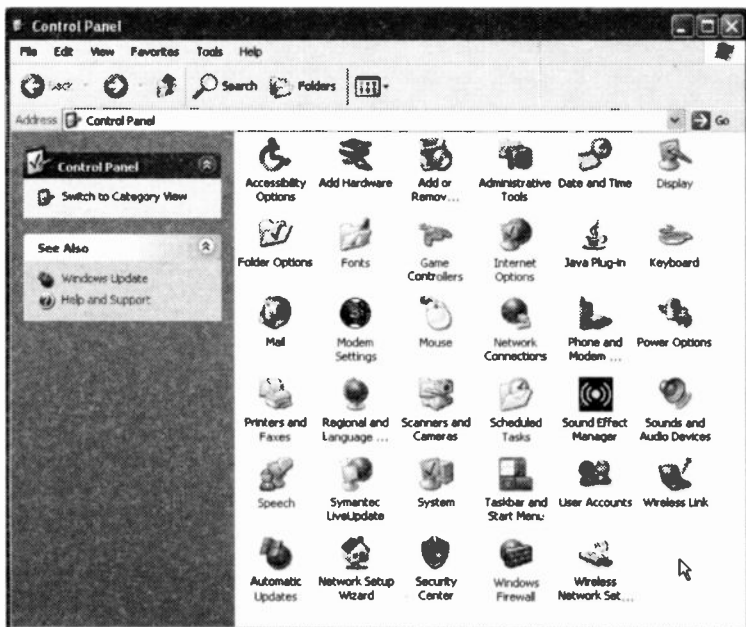 Control Panel
File Edit View Favorites Tools Help
Back Search Folders
Address Control Panel Go
Control Panel
Switch to Category View
See Also
Windows Update
Help and Support
Accessibility Options
Add Hardware
Add or Remov...
Administrative Tools
Date and Time
Display
Folder Options
Fonts
Game Controllers
Internet Options
Java Plug-in
Keyboard
Mail
Modem Settings
Mouse
Network Connections
Phone and Modem ...
Power Options
Printers and Faxes
Regional and Language ...
Scanners and Cameras
Scheduled Tasks
Sound Effect Manager
Sounds and Audio Devices
Speech
Symantec LiveUpdate
System
Taskbar and Start Menu
User Accounts
Wireless Link
Automatic Updates
Network Setup Wizard
Security Center
Windows Firewall
Wireless Network Set...